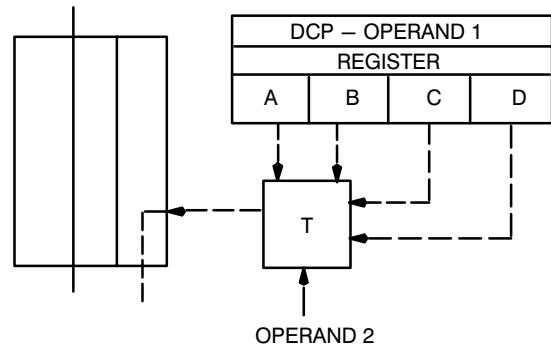 DCP – OPERAND 1
REGISTER
A B C D
T
OPERAND 2